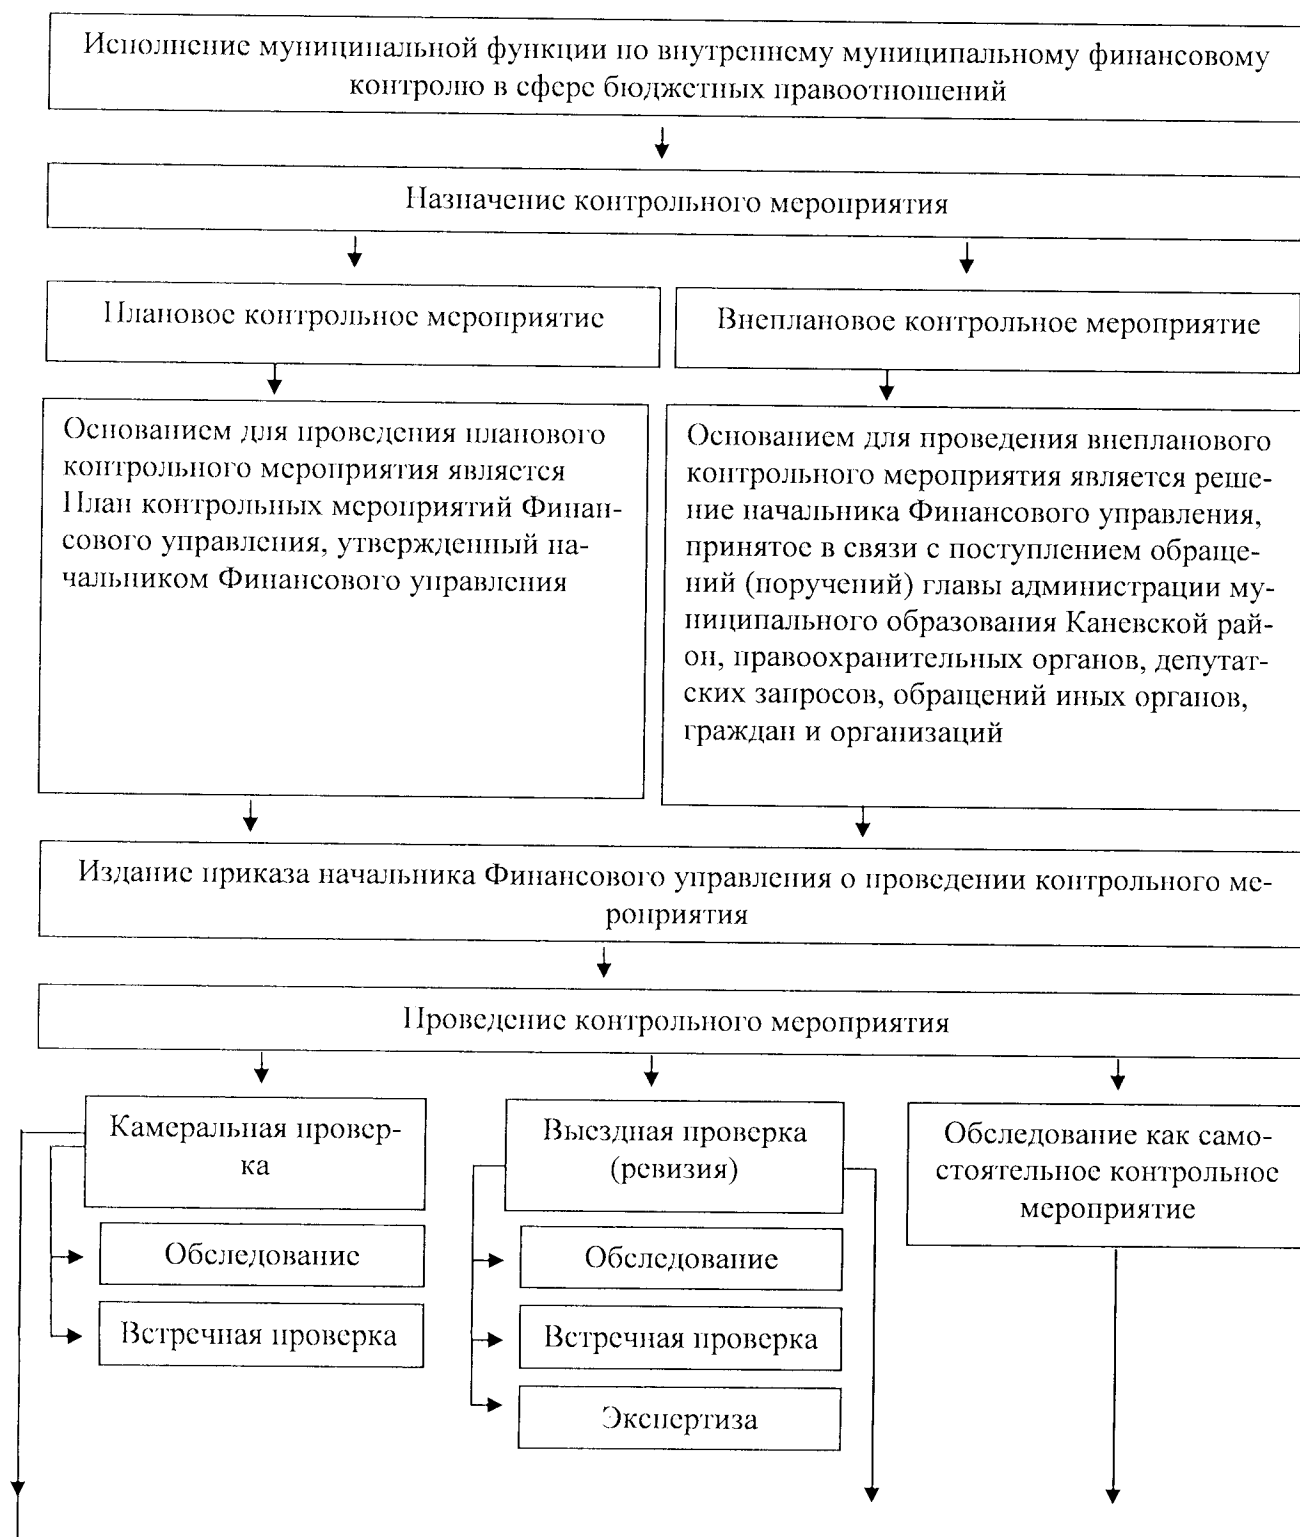 Исполнение муниципальной функции по внутреннему муниципальному финансовому
контролю в сфере бюджетных правоотношений
Назначение контрольного мероприятия
Плановое контрольное мероприятие
Внеплановое контрольное мероприятие
Основанием для проведения планового
контрольного мероприятия является
План контрольных мероприятий Финан-
сового управления, утвержденный на-
чальником Финансового управления
Основанием для проведения внепланового
контрольного мероприятия является реше-
ние начальника Финансового управления,
принятое в связи с поступлением обраще-
ний (поручений) главы администрации му-
ниципального образования Каневской рай-
он, правоохранительных органов, депутат-
ских запросов, обращений иных органов,
граждан и организаций
Издание приказа начальника Финансового управления о проведении контрольного ме-
роприятия
Проведение контрольного мероприятия
Камеральная провер-
ка
Обследование
Встречная проверка
Выездная проверка
(ревизия)
Обследование
Встречная проверка
Экспертиза
Обследование как само-
стоятельное контрольное
мероприятие